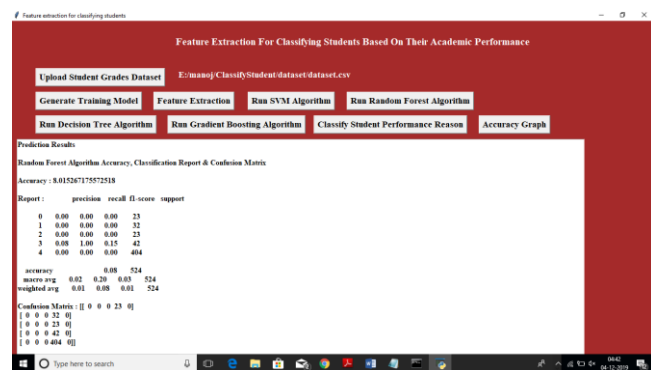 Feature extraction for classifying students
Feature Extraction For Classifying Students Based On Their Academic Performance
Upload Student Grades Dataset E:/manoj/ClassifyStudent/dataset/dataset.csv
Generate Training Model Feature Extraction Run SVM Algorithm Run Random Forest Algorithm
Run Decision Tree Algorithm Run Gradient Boosting Algorithm Classify Student Performance Reason Accuracy Graph
Prediction Results
Random Forest Algorithm Accuracy, Classification Report & Confusion Matrix
Accuracy : 8.015267175572518
Report : precision recall f1-score support
0 0.00 0.00 0.00 23
1 0.00 0.00 0.00 32
2 0.00 0.00 0.00 23
3 0.08 1.00 0.15 42
4 0.00 0.00 0.00 404
accuracy 0.08 524
macro avg 0.02 0.20 0.03 524
weighted avg 0.01 0.08 0.01 524
Confusion Matrix : [[ 0 0 0 23 0]
[ 0 0 0 32 0]
[ 0 0 0 23 0]
[ 0 0 0 42 0]
[ 0 0 0 404 0]]
Type here to search
04:42
04-12-2019